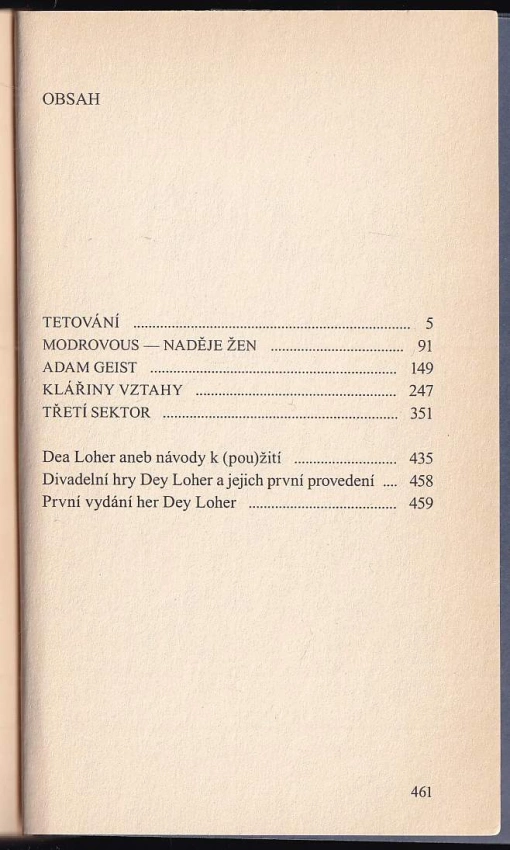 OBSAH
TETOVÁNÍ ........................................................................ 5
MODROVOUS — NADĚJE ŽEN .................................. 91
ADAM GEIST ................................................................ 149
KLÁŘINY VZTAHY .................................................... 247
TŘETÍ SEKTOR ............................................................ 351
Dea Loher aneb návody k (pou)žití ........................... 435
Divadelní hry Dey Loher a jejich první provedení .... 458
První vydání her Dey Loher ...................................... 459
461